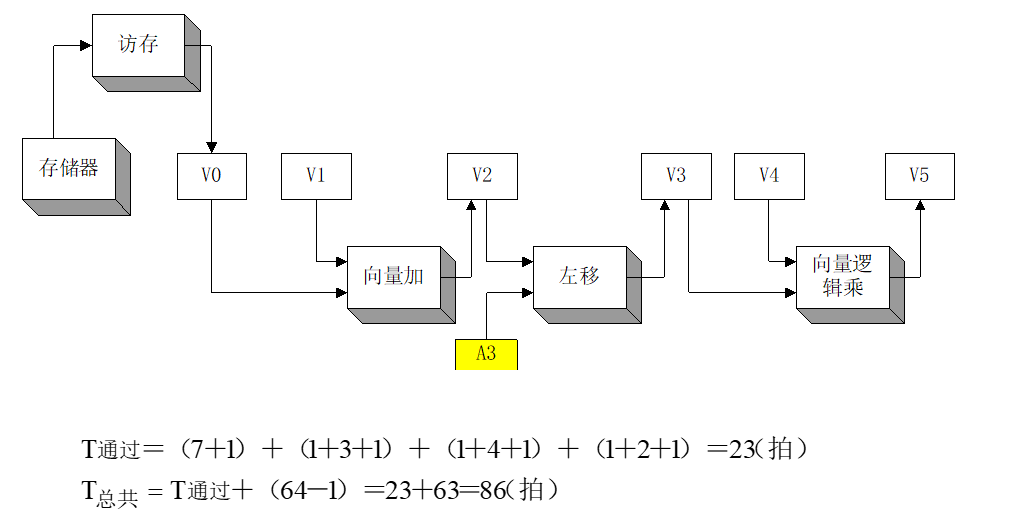 访存
存储器
V0
V1
V2
V3
V4
V5
向量加
左移
向量逻
辑乘
A3
T通过＝（7+1）＋（1+3+1）＋（1+4+1）＋（1+2+1）＝23（拍）
T总共 = T通过＋（64－1）＝23+63=86（拍）